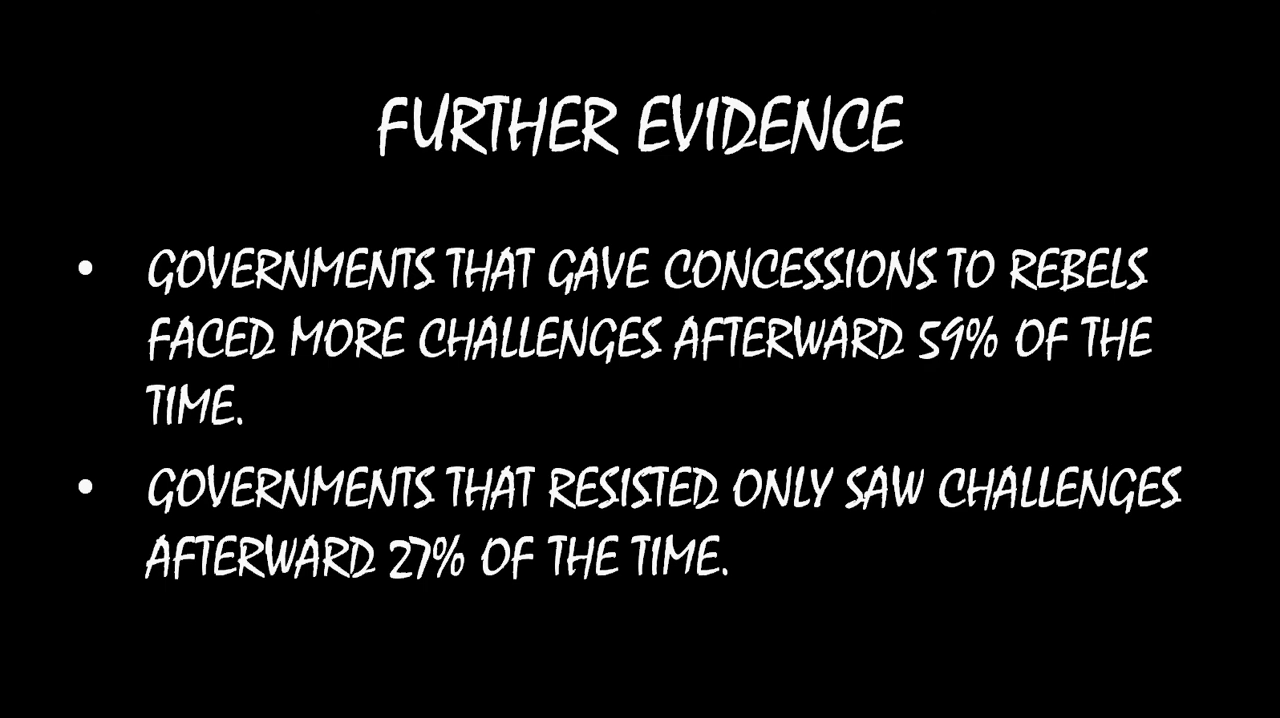 FURTHER EVIDENCE
• GOVERNMENTS THAT GAVE CONCESSIONS TO REBELS
FACED MORE CHALLENGES AFTERWARD 59% OF THE
TIME.
• GOVERNMENTS THAT RESISTED ONLY SAW CHALLENGES
AFTERWARD 27% OF THE TIME.